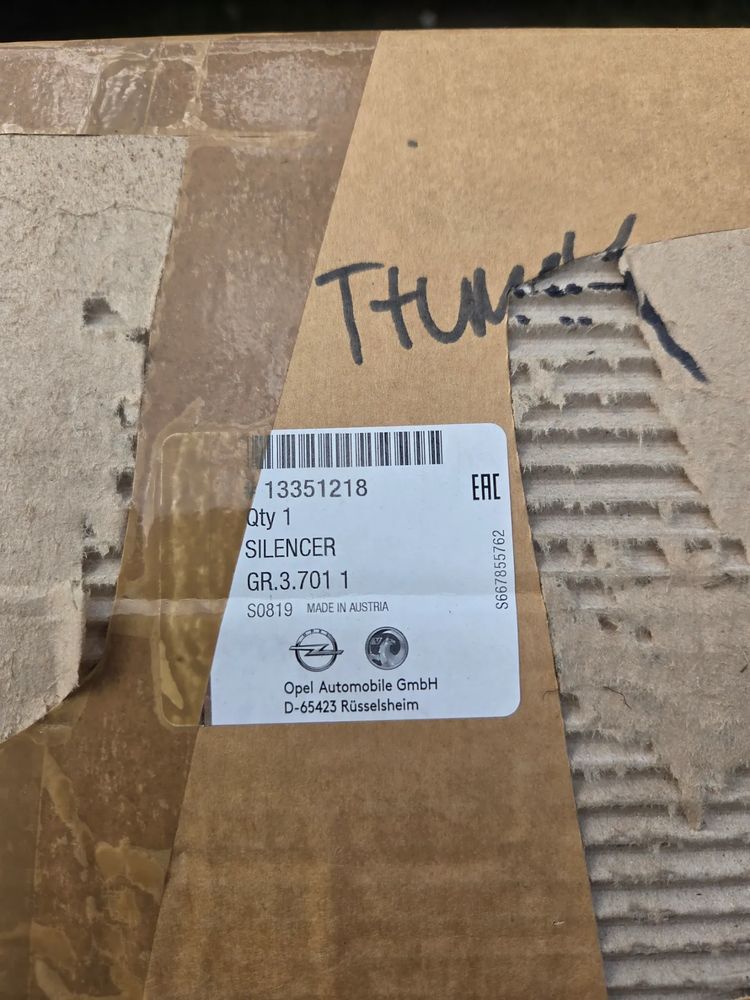 13351218
EAC
Qty 1
SILENCER
GR.3.701 1
S0819 MADE IN AUSTRIA
S667855762
Opel Automobile GmbH
D-65423 Rüsselsheim